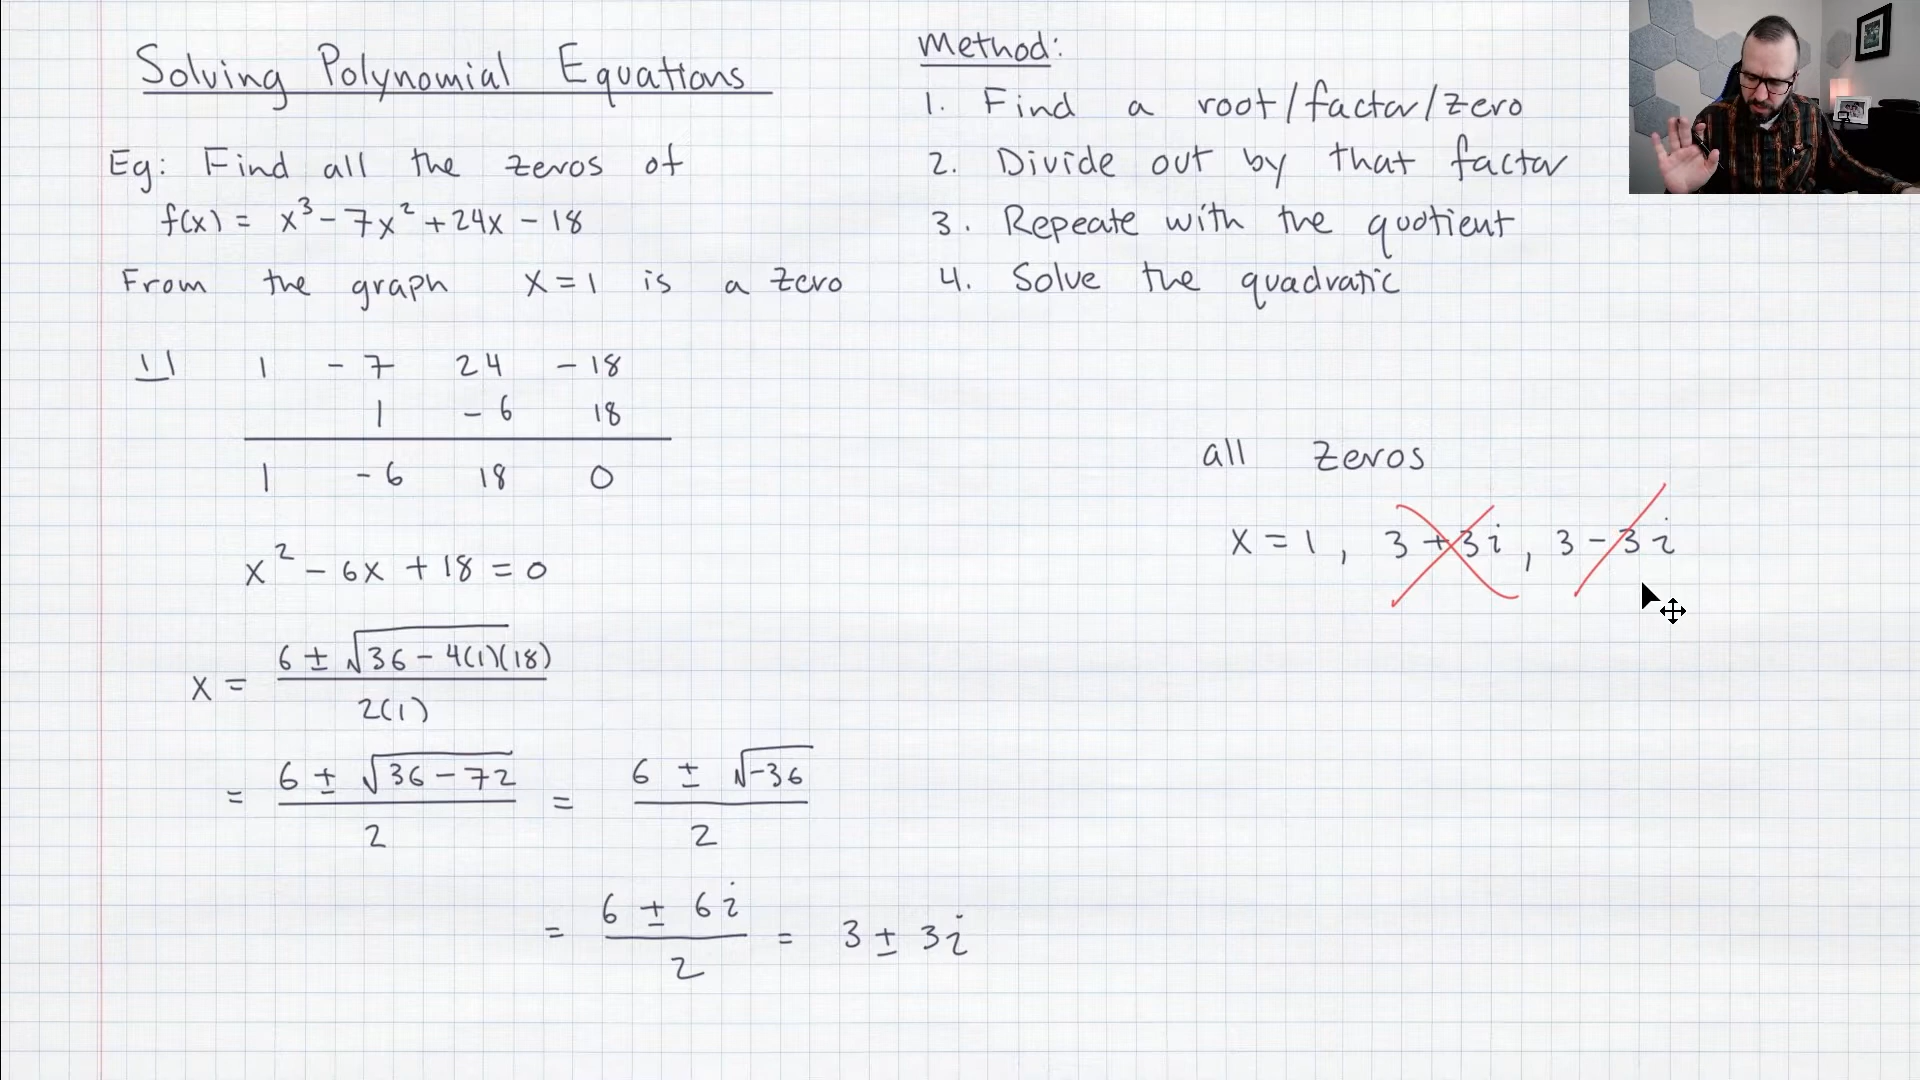 Solving Polynomial Equations
Eg: Find all the zeros of
f(x) = x³ - 7x² + 24x - 18
From the graph x = 1 is a zero
1| 1 - 7 24 - 18
1 - 6 18
1 - 6 18 0
x² - 6x + 18 = 0
x = (6 ± √36 - 4(1)(18)) / 2(1)
= (6 ± √36 - 72) / 2 = (6 ± √-36) / 2
= (6 ± 6i) / 2 = 3 ± 3i
Method:
1. Find a root/factor/zero
2. Divide out by that factor
3. Repeat with the quotient
4. Solve the quadratic
all zeros
x = 1, 3 + 3i, 3 - 3i